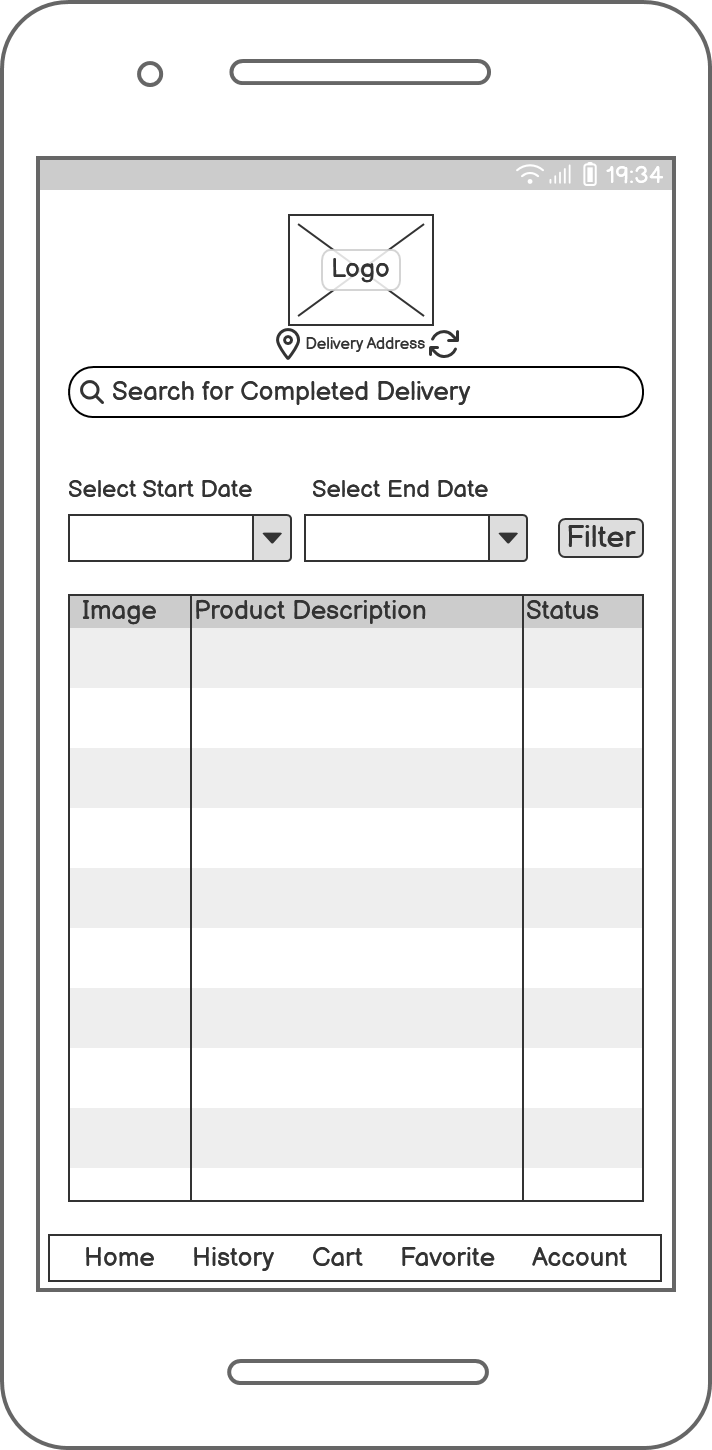 19:34
Logo
Delivery Address
Search for Completed Delivery
Select Start Date Select End Date
Filter
Image Product Description Status
Home History Cart Favorite Account